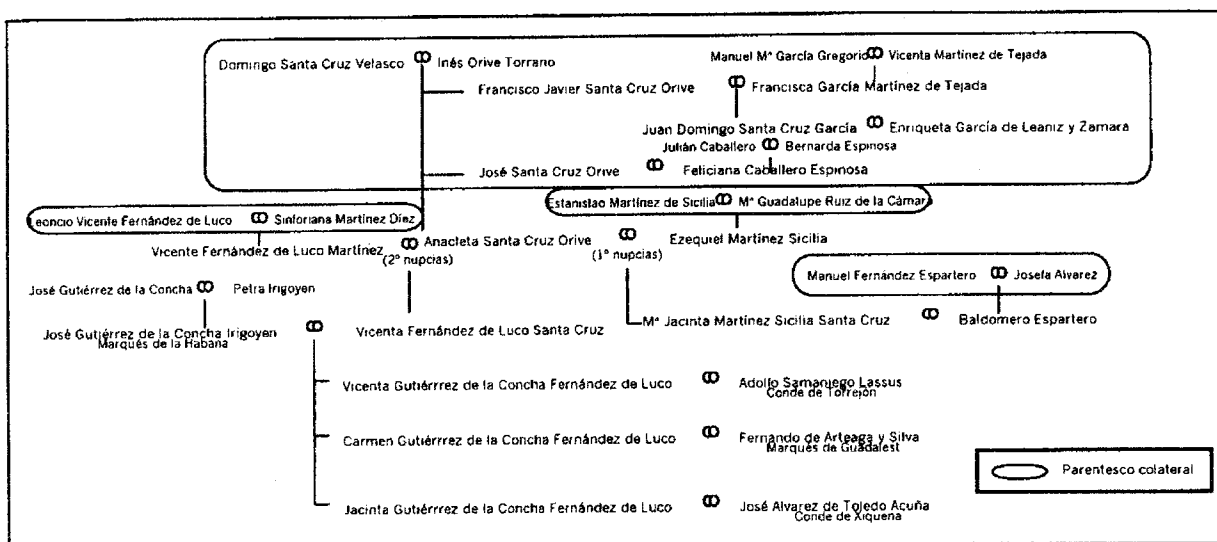 Domingo Santa Cruz Velasco Inés Orive Torrano Manuel Mª García Gregorio Vicenta Martínez de Tejada
Francisco Javier Santa Cruz Orive Francisca García Martínez de Tejada
Juan Domingo Santa Cruz García Enriqueta García de Leaniz y Zamara
Julián Caballero Bernarda Espinosa
José Santa Cruz Orive Feliciana Caballero Espinosa
Estanislao Martínez de Sicilia Mª Guadalupe Ruiz de la Cámara
Leoncio Vicente Fernández de Luco Sinforiana Martínez Díez
Vicente Fernández de Luco Martínez Anacleta Santa Cruz Orive Ezequiel Martínez Sicilia
(2º nupcias) (1º nupcias)
Manuel Fernández Espartero Josefa Alvarez
José Gutiérrez de la Concha Petra Irigoyen
Mª Jacinta Martínez Sicilia Santa Cruz Baldomero Espartero
José Gutiérrez de la Concha Irigoyen Vicenta Fernández de Luco Santa Cruz
Marqués de la Habana
Vicenta Gutiérrrez de la Concha Fernández de Luco Adolfo Samaniego Lassus
Conde de Torrejón
Carmen Gutiérrrez de la Concha Fernández de Luco Fernando de Arteaga y Silva
Marqués de Guadalest
Parentesco colateral
Jacinta Gutiérrrez de la Concha Fernández de Luco José Alvarez de Toledo Acuña
Conde de Xiquena